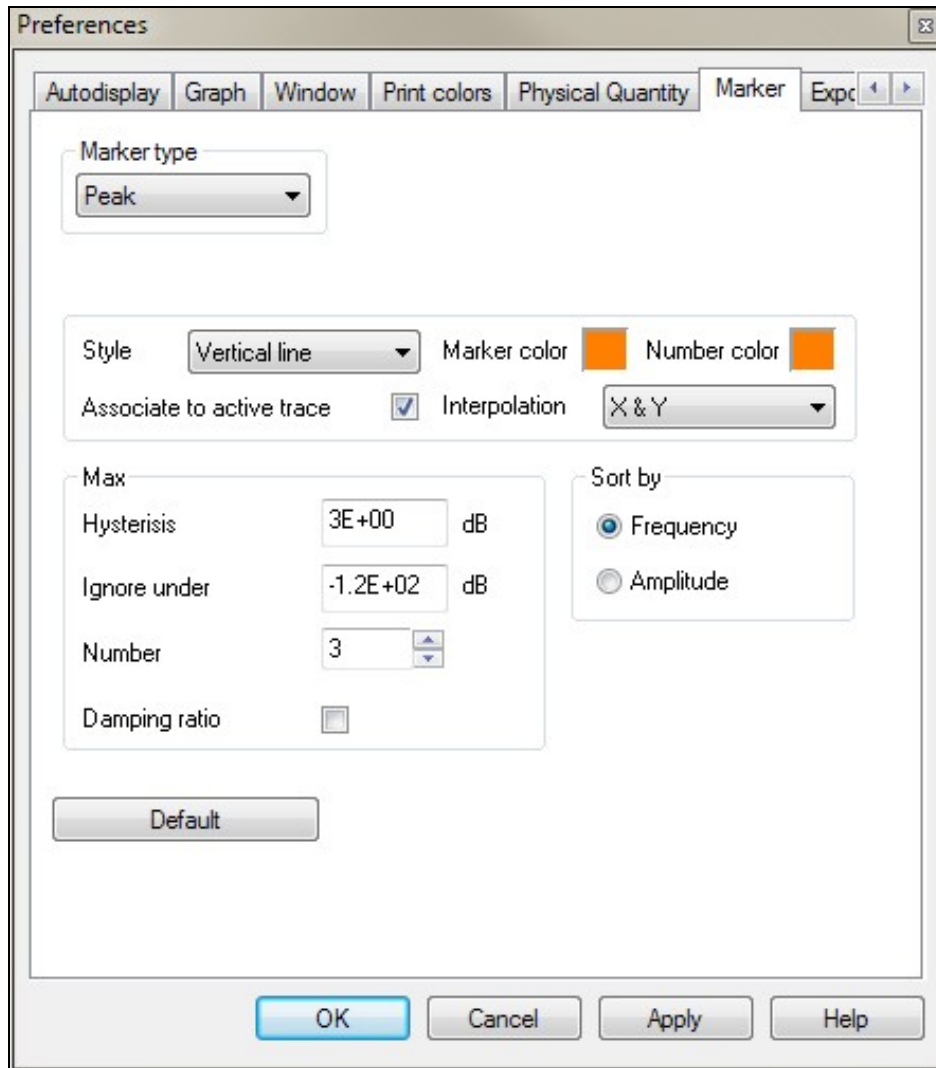 Preferences
Autodisplay Graph Window Print colors Physical Quantity Marker Expo
Marker type
Peak
Style Vertical line Marker color Number color
Associate to active trace Interpolation X & Y
Max
Hysterisis 3E+00 dB
Ignore under -1.2E+02 dB
Number 3
Damping ratio
Sort by
Frequency
Amplitude
Default
OK Cancel Apply Help